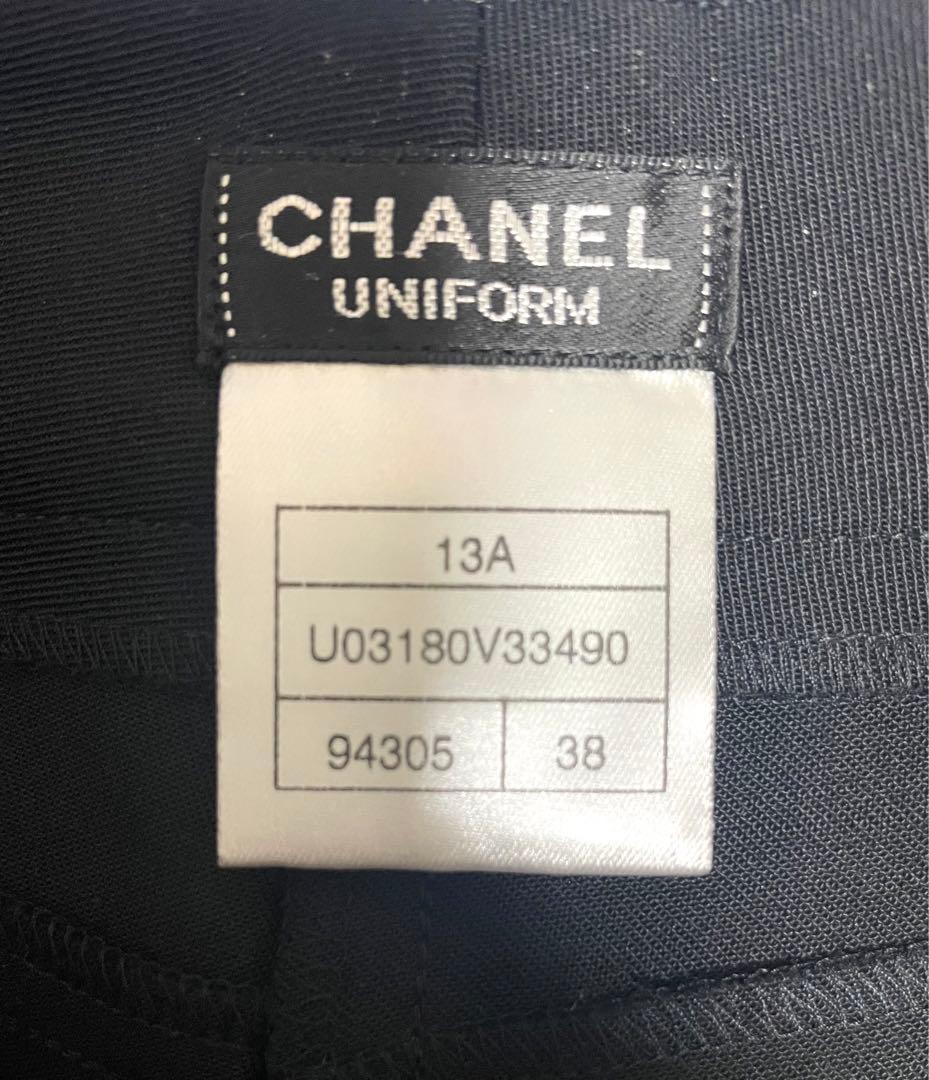 CHANEL
UNIFORM
13A
U03180V33490
94305 38